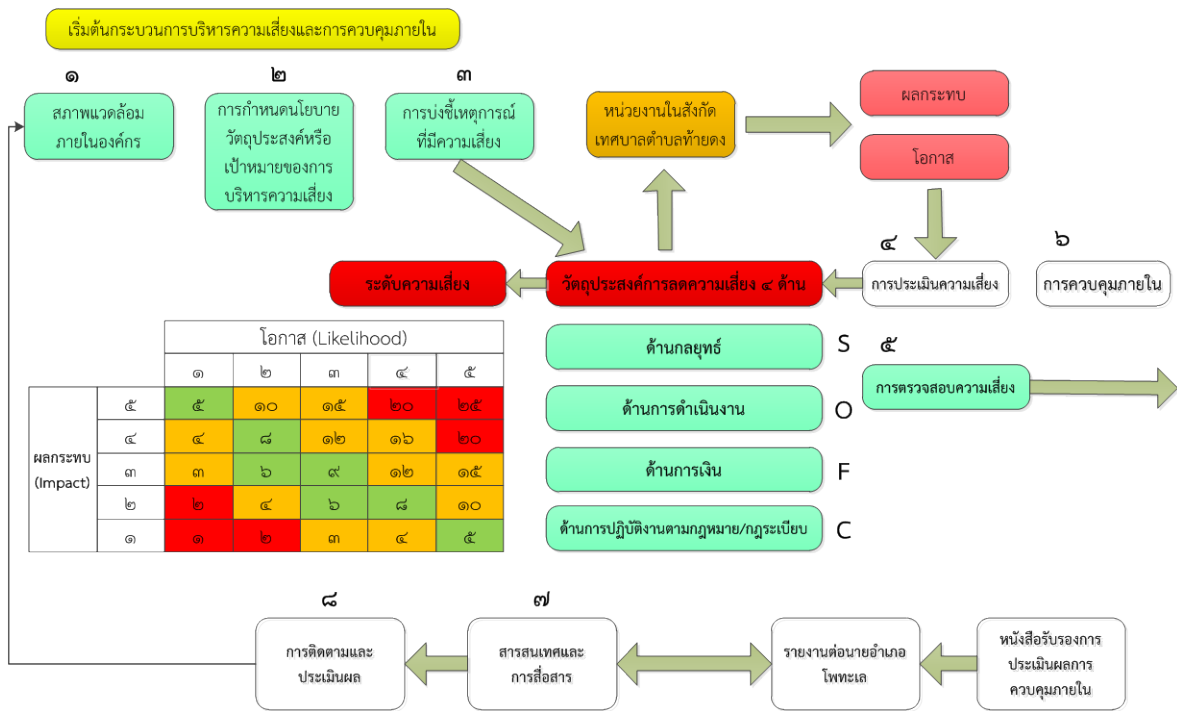 เริ่มต้นกระบวนการบริหารความเสี่ยงและการควบคุมภายใน
๑
สภาพแวดล้อม
ภายในองค์กร
๒
การกำหนดนโยบาย
วัตถุประสงค์หรือ
เป้าหมายของการ
บริหารความเสี่ยง
๓
การบ่งชี้เหตุการณ์
ที่มีความเสี่ยง
หน่วยงานในสังกัด
เทศบาลตำบลท้ายดง
ผลกระทบ
โอกาส
๔
การประเมินความเสี่ยง
๖
การควบคุมภายใน
ระดับความเสี่ยง
วัตถุประสงค์การลดความเสี่ยง ๔ ด้าน
โอกาส (Likelihood)
๑ ๒ ๓ ๔ ๕
ผลกระทบ
(Impact)
๕ ๕ ๑๐ ๑๕ ๒๐ ๒๕
๔ ๔ ๘ ๑๒ ๑๖ ๒๐
๓ ๓ ๖ ๙ ๑๒ ๑๕
๒ ๒ ๔ ๖ ๘ ๑๐
๑ ๑ ๒ ๓ ๔ ๕
ด้านกลยุทธ์ S
ด้านการดำเนินงาน O
ด้านการเงิน F
ด้านการปฏิบัติงานตามกฎหมาย/กฎระเบียบ C
๕
การตรวจสอบความเสี่ยง
๘
การติดตามและ
ประเมินผล
๗
สารสนเทศและ
การสื่อสาร
รายงานต่อนายอำเภอ
โพทะเล
หนังสือรับรองการ
ประเมินผลการ
ควบคุมภายใน